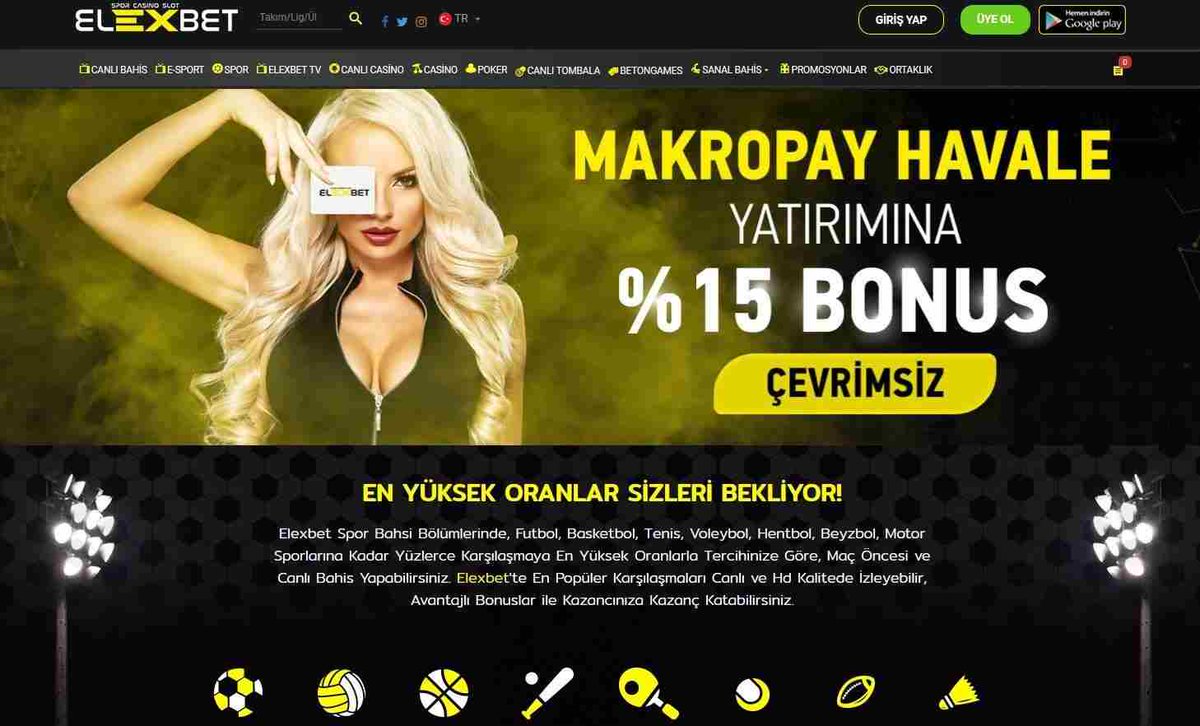 SPOR CASINO SLOT
ELEXBET
Takım/Lig/Ül
TR
GİRİŞ YAP
ÜYE OL
Hemen indirin
Google play
CANLI BAHİS E-SPORT SPOR ELEXBET TV CANLI CASİNO CASİNO POKER CANLI TOMBALA BETONGAMES SANAL BAHİS PROMOSYONLAR ORTAKLIK
0
ELEXBET
MAKROPAY HAVALE
YATIRIMINA
%15 BONUS
ÇEVRİMSİZ
EN YÜKSEK ORANLAR SİZLERİ BEKLİYOR!
Elexbet Spor Bahsi Bölümlerinde, Futbol, Basketbol, Tenis, Voleybol, Hentbol, Beyzbol, Motor
Sporlarına Kadar Yüzlerce Karşılaşmaya En Yüksek Oranlarla Tercihinize Göre, Maç Öncesi ve
Canlı Bahis Yapabilirsiniz. Elexbet'te En Popüler Karşılaşmaları Canlı ve Hd Kalitede İzleyebilir,
Avantajlı Bonuslar ile Kazancınıza Kazanç Katabilirsiniz.